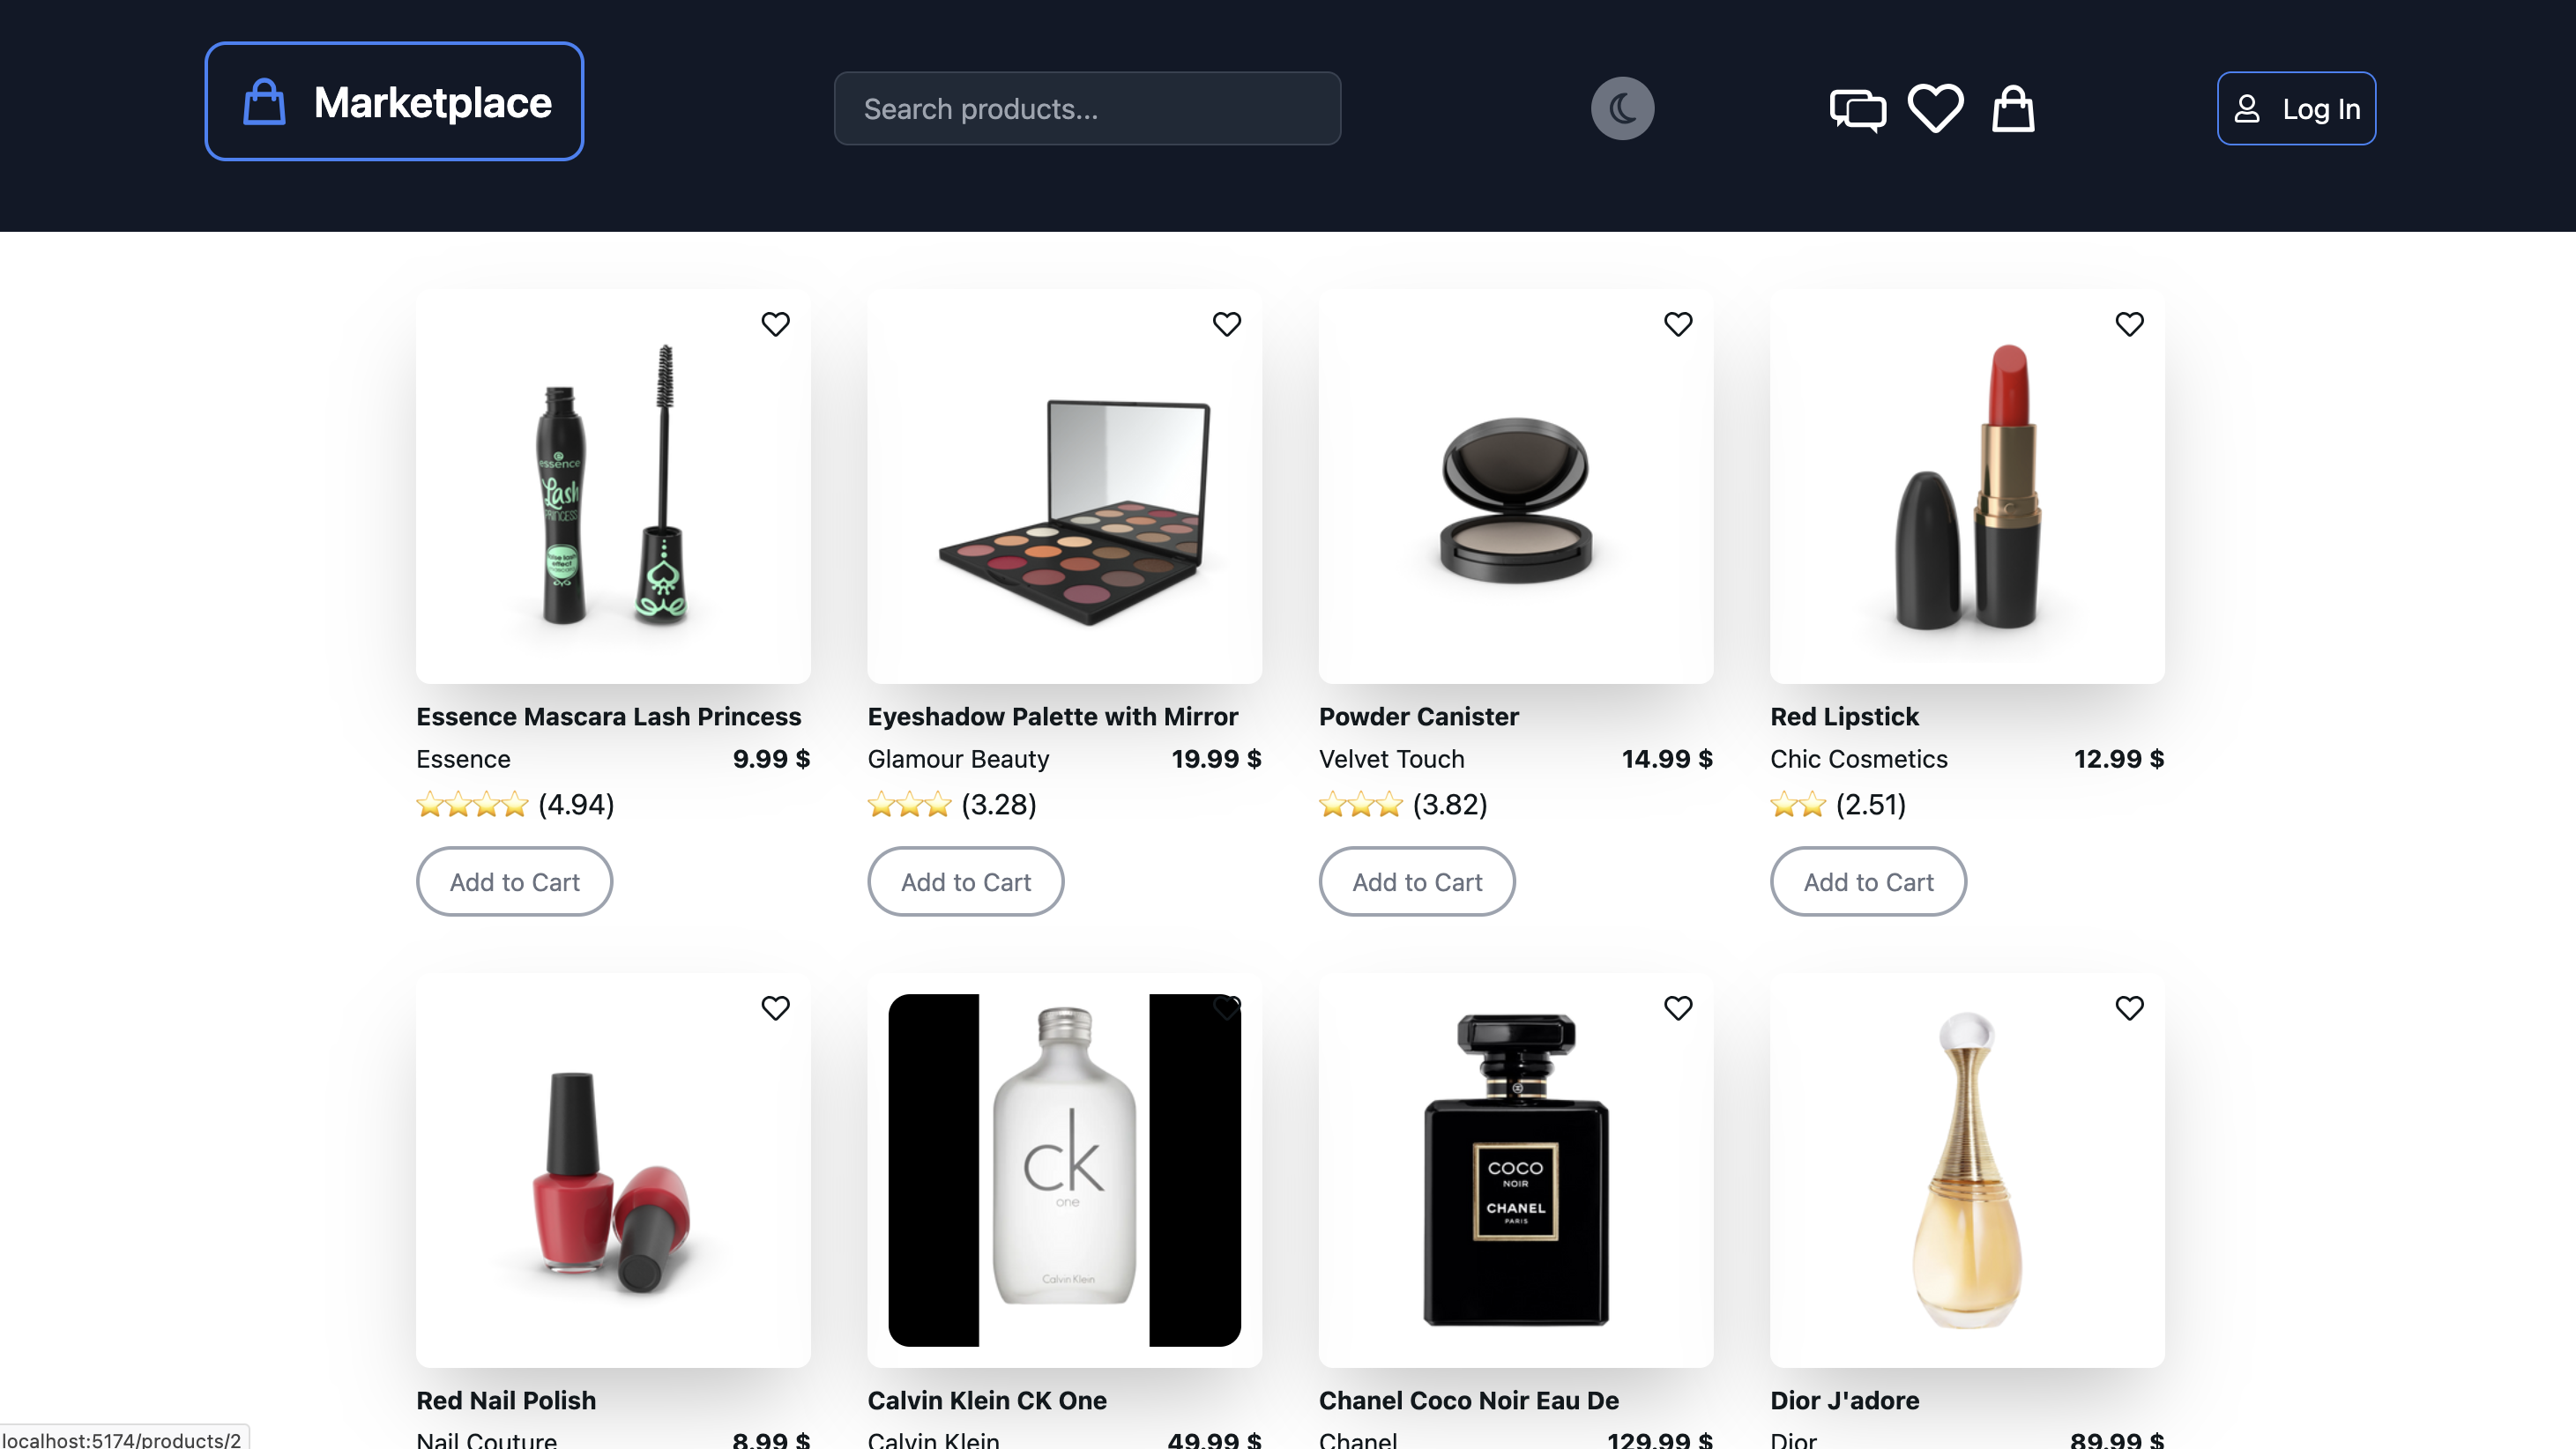 Marketplace
Search products...
Log In
essence
Lash
PRINCESS
effect
Essence Mascara Lash Princess
Essence 9.99 $
(4.94)
Add to Cart
Eyeshadow Palette with Mirror
Glamour Beauty 19.99 $
(3.28)
Add to Cart
Powder Canister
Velvet Touch 14.99 $
(3.82)
Add to Cart
Red Lipstick
Chic Cosmetics 12.99 $
(2.51)
Add to Cart
ck
one
Calvin Klein
COCO
NOIR
CHANEL
PARIS
Red Nail Polish
Nail Couture 8.99 $
Calvin Klein CK One
Calvin Klein 49.99 $
Chanel Coco Noir Eau De
Chanel 129.99 $
Dior J'adore
Dior 89.99 $
localhost:5174/products/2